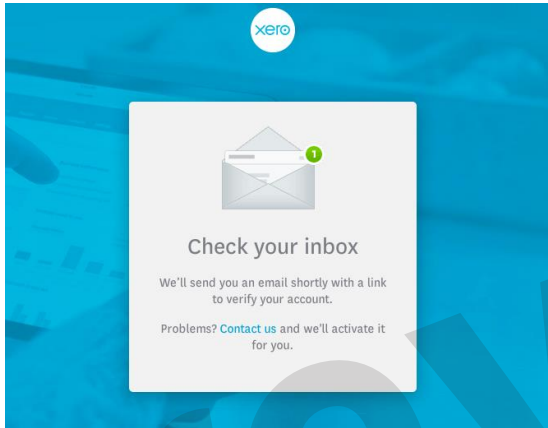 xero
1
Check your inbox
We'll send you an email shortly with a link
to verify your account.
Problems? Contact us and we'll activate it
for you.